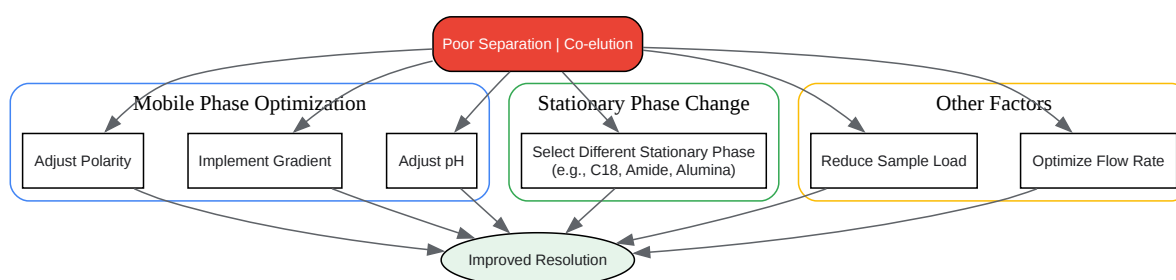 Poor Separation | Co-elution
Mobile Phase Optimization
Stationary Phase Change
Other Factors
Adjust Polarity
Implement Gradient
Adjust pH
Select Different Stationary Phase
(e.g., C18, Amide, Alumina)
Reduce Sample Load
Optimize Flow Rate
Improved Resolution